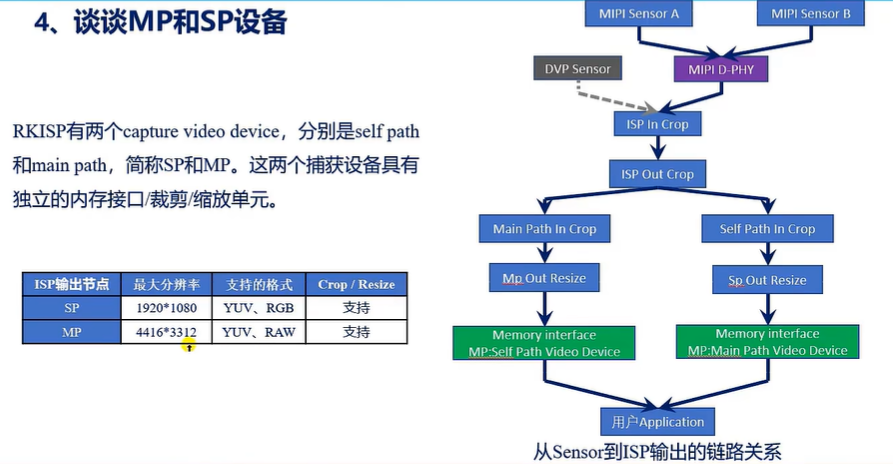 4、谈谈MP和SP设备
RKISP有两个capture video device，分别是self path
和main path，简称SP和MP。这两个捕获设备具有
独立的内存接口/裁剪/缩放单元。
ISP输出节点 最大分辨率 支持的格式 Crop / Resize
SP 1920*1080 YUV、RGB 支持
MP 4416*3312 YUV、RAW 支持
MIPI Sensor A
MIPI Sensor B
DVP Sensor
MIPI D-PHY
ISP In Crop
ISP Out Crop
Main Path In Crop
Self Path In Crop
Mp Out Resize
Sp Out Resize
Memory interface
MP:Self Path Video Device
Memory interface
MP:Main Path Video Device
用户Application
从Sensor到ISP输出的链路关系